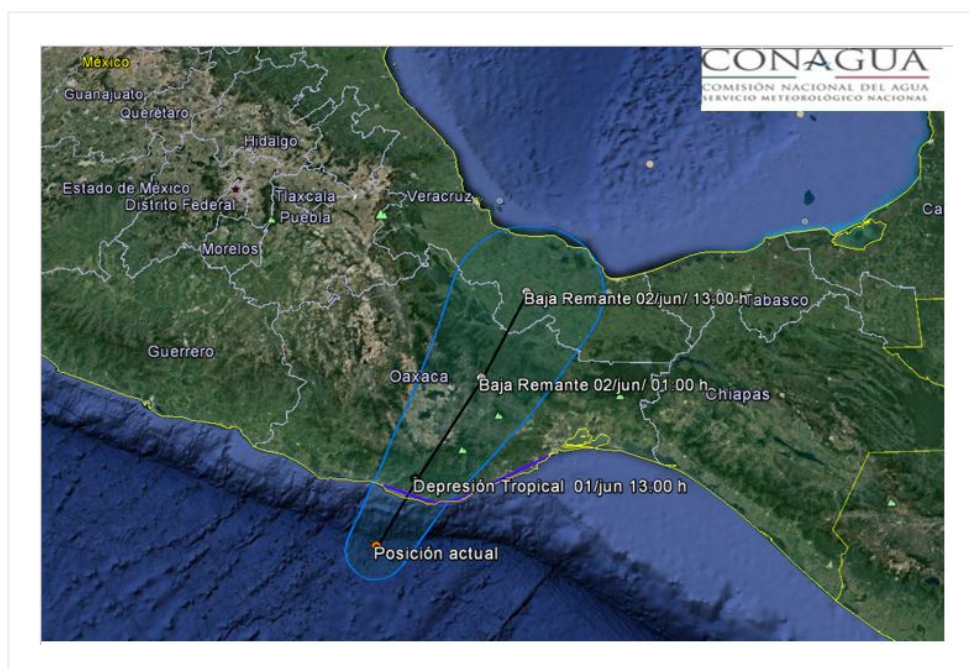 México
CONAGUA
COMISIÓN NACIONAL DEL AGUA
SERVICIO METEOROLÓGICO NACIONAL
Guanajuato
Querétaro
Hidalgo
Estado de México
Distrito Federal
Tlaxcala
Puebla
Veracruz
Ca
Morelos
Baja Remante 02/jun/ 13:00 h
Tabasco
Guerrero
Oaxaca
Baja Remante 02/jun/ 01:00 h
Chiapas
Depresión Tropical 01/jun 13:00 h
Posición actual